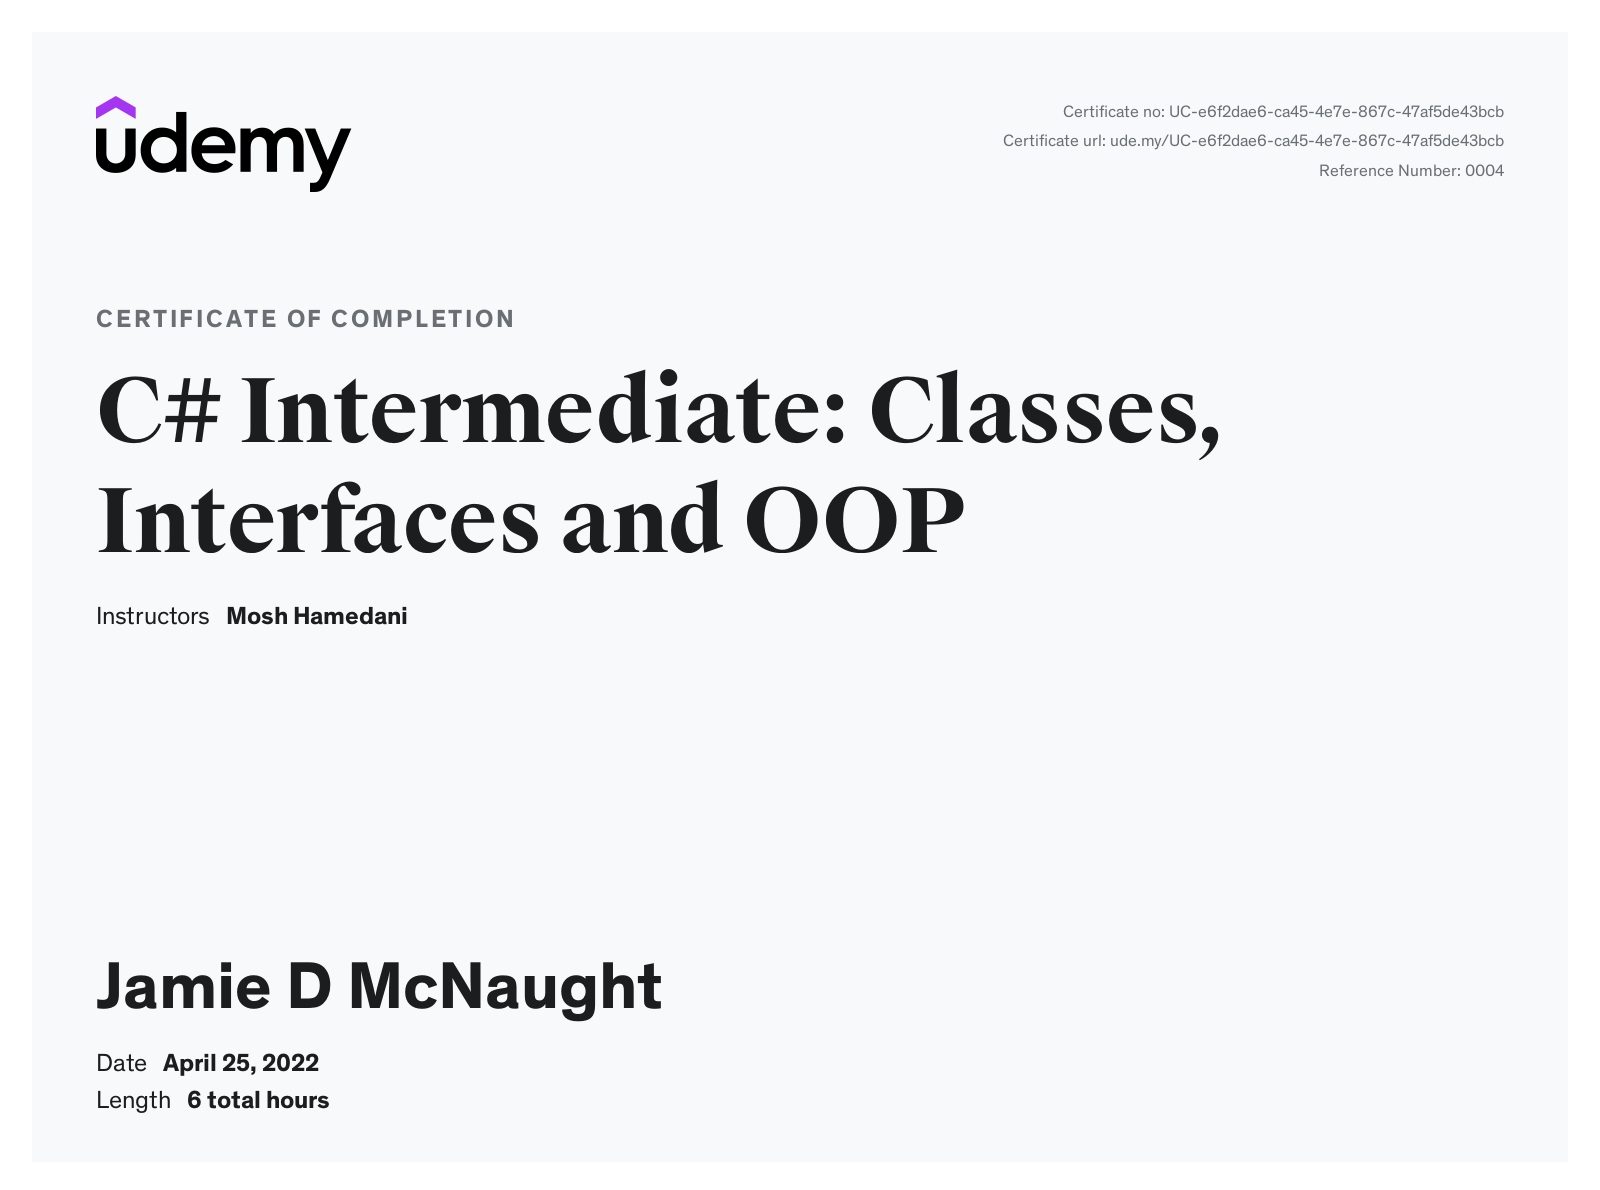 udemy
Certificate no: UC-e6f2dae6-ca45-4e7e-867c-47af5de43bcb
Certificate url: ude.my/UC-e6f2dae6-ca45-4e7e-867c-47af5de43bcb
Reference Number: 0004
CERTIFICATE OF COMPLETION
C# Intermediate: Classes,
Interfaces and OOP
Instructors Mosh Hamedani
Jamie D McNaught
Date April 25, 2022
Length 6 total hours